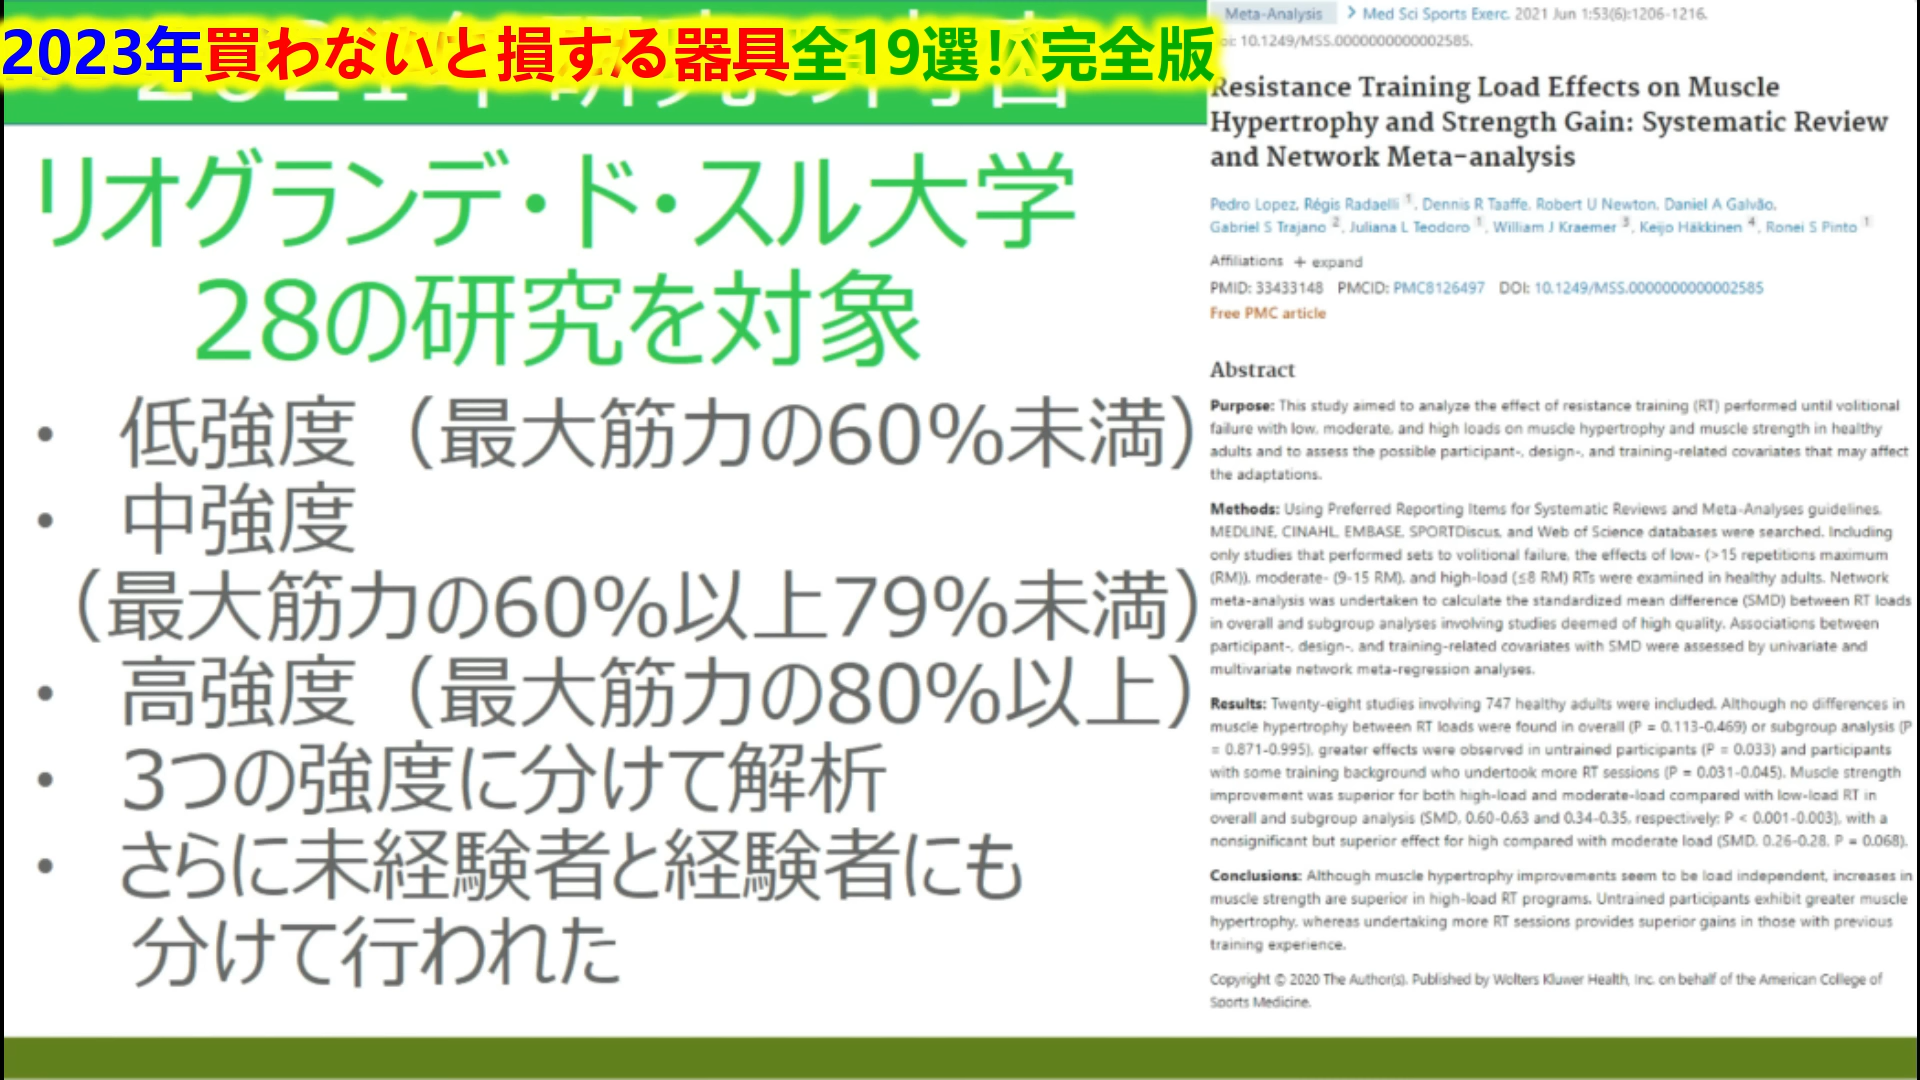 2023年買わないと損する器具全19選！完全版
リオグランデ・ド・スル大学
28の研究を対象
• 低強度（最大筋力の60％未満）
• 中強度
（最大筋力の60％以上79％未満）
• 高強度（最大筋力の80％以上）
• 3つの強度に分けて解析
• さらに未経験者と経験者にも
分けて行われた
Meta-Analysis > Med Sci Sports Exerc. 2021 Jun 1:53(6):1206-1216.
oi: 10.1249/MSS.0000000000002585.
Resistance Training Load Effects on Muscle
Hypertrophy and Strength Gain: Systematic Review
and Network Meta-analysis
Pedro Lopez, Régis Radaelli 1, Dennis R Taaffe, Robert U Newton, Daniel A Galvão,
Gabriel S Trajano 2, Juliana L Teodoro 1, William J Kraemer 3, Keijo Häkkinen 4, Ronei S Pinto 1
Affiliations + expand
PMID: 33433148 PMCID: PMC8126497 DOI: 10.1249/MSS.0000000000002585
Free PMC article
Abstract
Purpose: This study aimed to analyze the effect of resistance training (RT) performed until volitional
failure with low, moderate, and high loads on muscle hypertrophy and muscle strength in healthy
adults and to assess the possible participant-, design-, and training-related covariates that may affect
the adaptations.
Methods: Using Preferred Reporting Items for Systematic Reviews and Meta-Analyses guidelines,
MEDLINE, CINAHL, EMBASE, SPORTDiscus, and Web of Science databases were searched. Including
only studies that performed sets to volitional failure, the effects of low- (>15 repetitions maximum
(RM)), moderate- (9-15 RM), and high-load (≤8 RM) RTs were examined in healthy adults. Network
meta-analysis was undertaken to calculate the standardized mean difference (SMD) between RT loads
in overall and subgroup analyses involving studies deemed of high quality. Associations between
participant-, design-, and training-related covariates with SMD were assessed by univariate and
multivariate network meta-regression analyses.
Results: Twenty-eight studies involving 747 healthy adults were included. Although no differences in
muscle hypertrophy between RT loads were found in overall (P = 0.113-0.469) or subgroup analysis (P
= 0.871-0.995), greater effects were observed in untrained participants (P = 0.033) and participants
with some training background who undertook more RT sessions (P = 0.031-0.045). Muscle strength
improvement was superior for both high-load and moderate-load compared with low-load RT in
overall and subgroup analysis (SMD, 0.60-0.63 and 0.34-0.35, respectively; P < 0.001-0.003), with a
nonsignificant but superior effect for high compared with moderate load (SMD, 0.26-0.28, P = 0.068).
Conclusions: Although muscle hypertrophy improvements seem to be load independent, increases in
muscle strength are superior in high-load RT programs. Untrained participants exhibit greater muscle
hypertrophy, whereas undertaking more RT sessions provides superior gains in those with previous
training experience.
Copyright © 2020 The Author(s). Published by Wolters Kluwer Health, Inc. on behalf of the American College of
Sports Medicine.